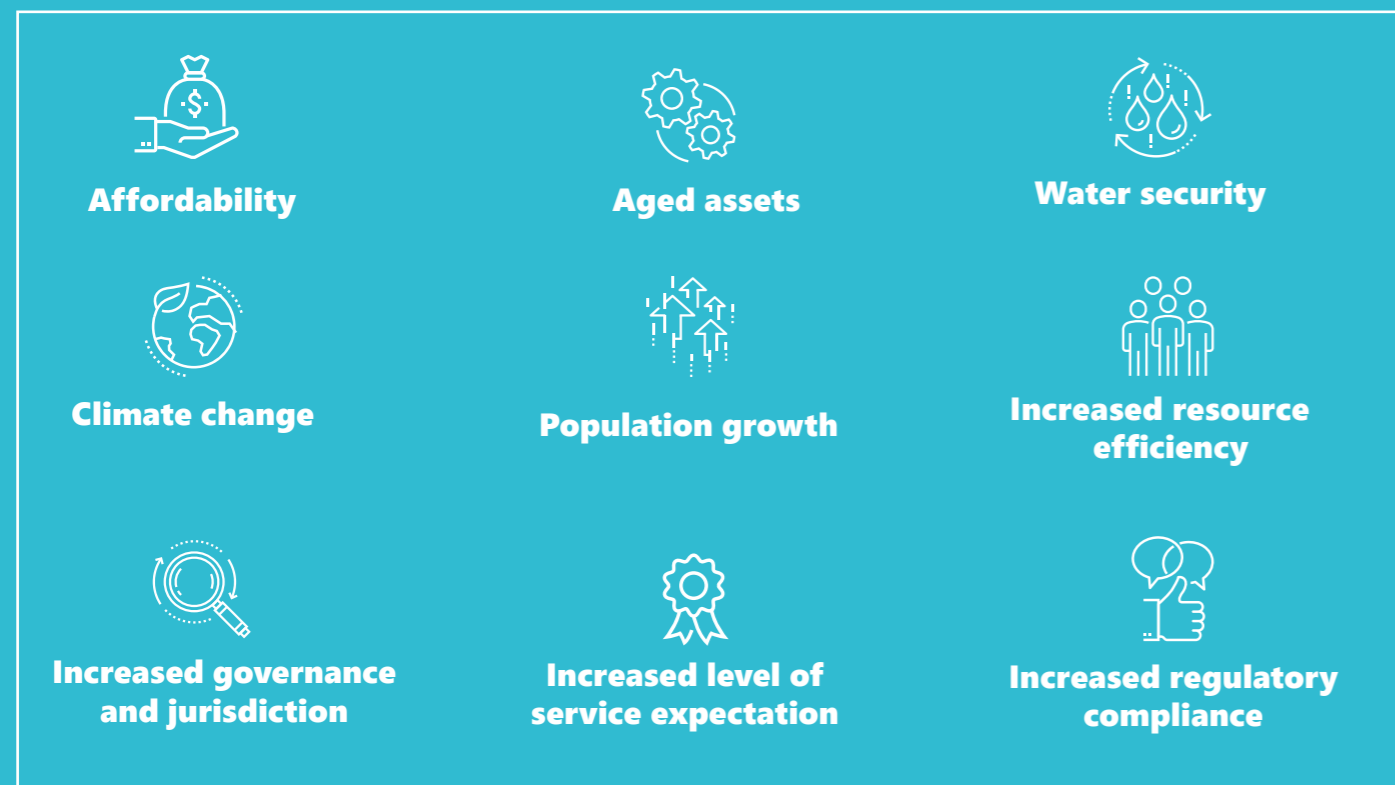 $
Affordability
Aged assets
Water security
Climate change
Population growth
Increased resource
efficiency
Increased governance
and jurisdiction
Increased level of
service expectation
Increased regulatory
compliance